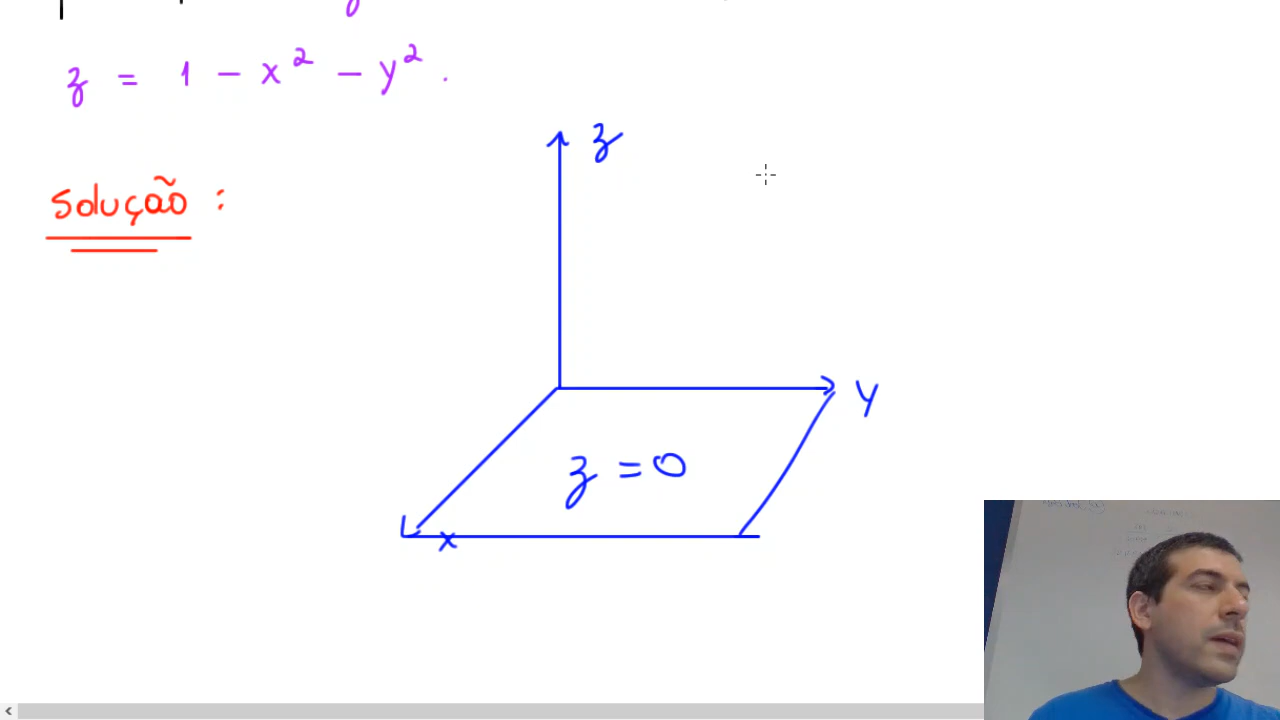 z = 1 - x² - y².
Solução :
z
y
z = 0
x